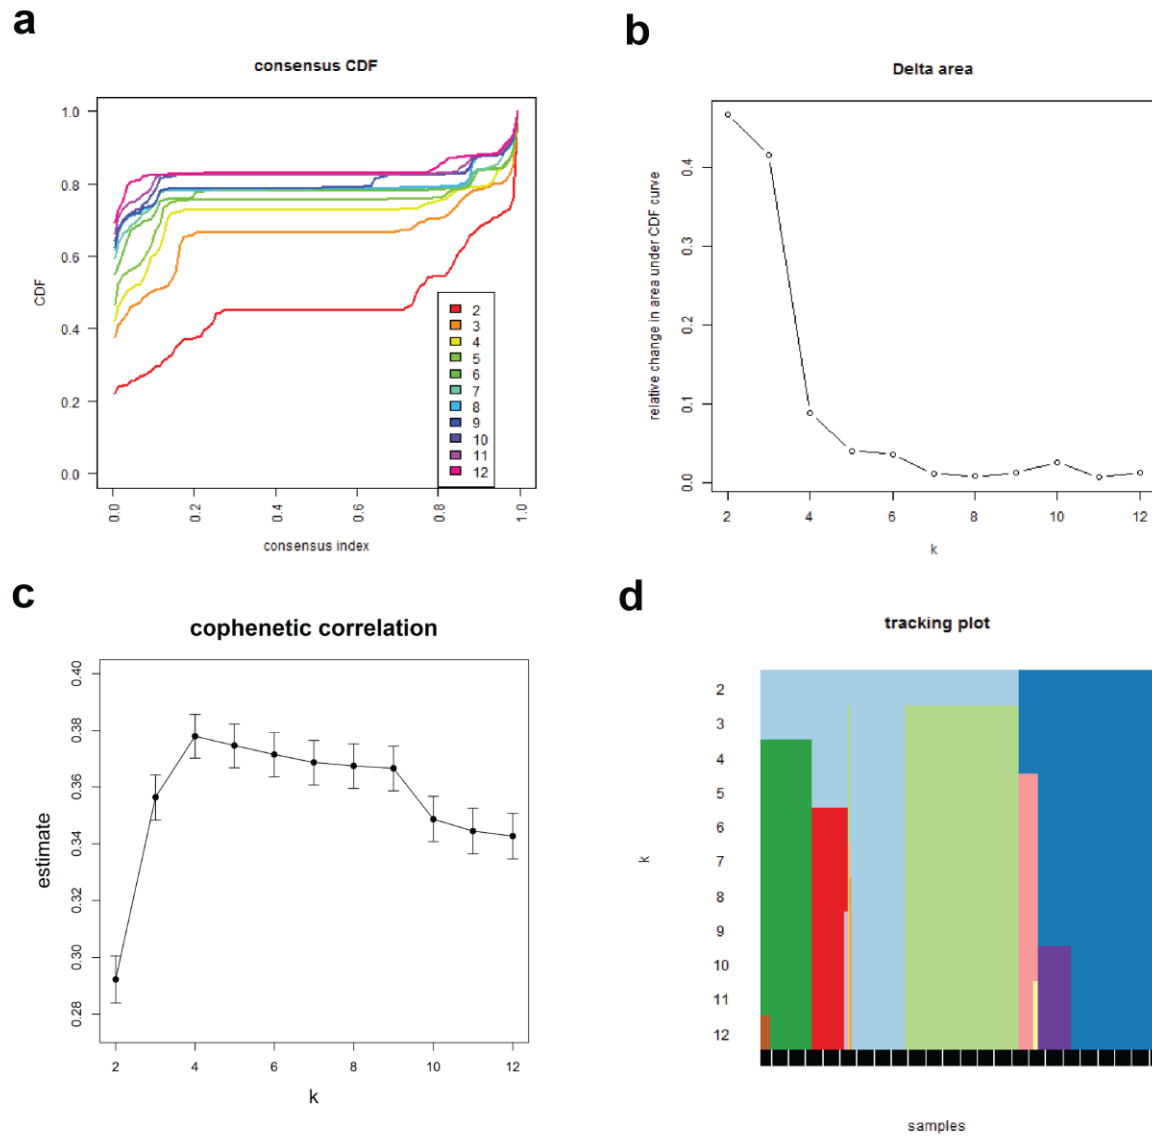 a
consensus CDF
CDF
1.0
0.8
0.6
0.4
0.2
0.0
2
3
4
5
6
7
8
9
10
11
12
0.0 0.2 0.4 0.6 0.8 1.0
consensus index
b
Delta area
relative change in area under CDF curve
0.4
0.3
0.2
0.1
0.0
2 4 6 8 10 12
k
c
cophenetic correlation
estimate
0.40
0.38
0.36
0.34
0.32
0.30
0.28
2 4 6 8 10 12
k
d
tracking plot
k
2
3
4
5
6
7
8
9
10
11
12
samples